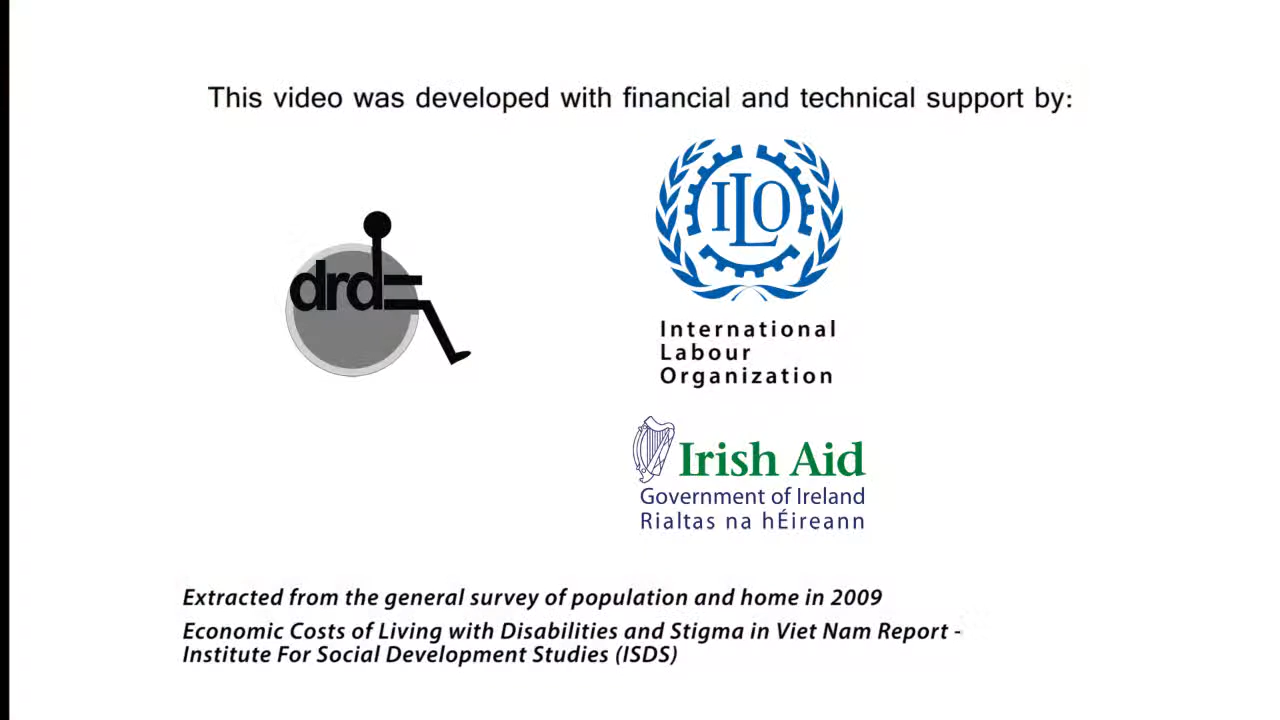 This video was developed with financial and technical support by:
drd
ILO
International
Labour
Organization
Irish Aid
Government of Ireland
Rialtas na hÉireann
Extracted from the general survey of population and home in 2009
Economic Costs of Living with Disabilities and Stigma in Viet Nam Report -
Institute For Social Development Studies (ISDS)